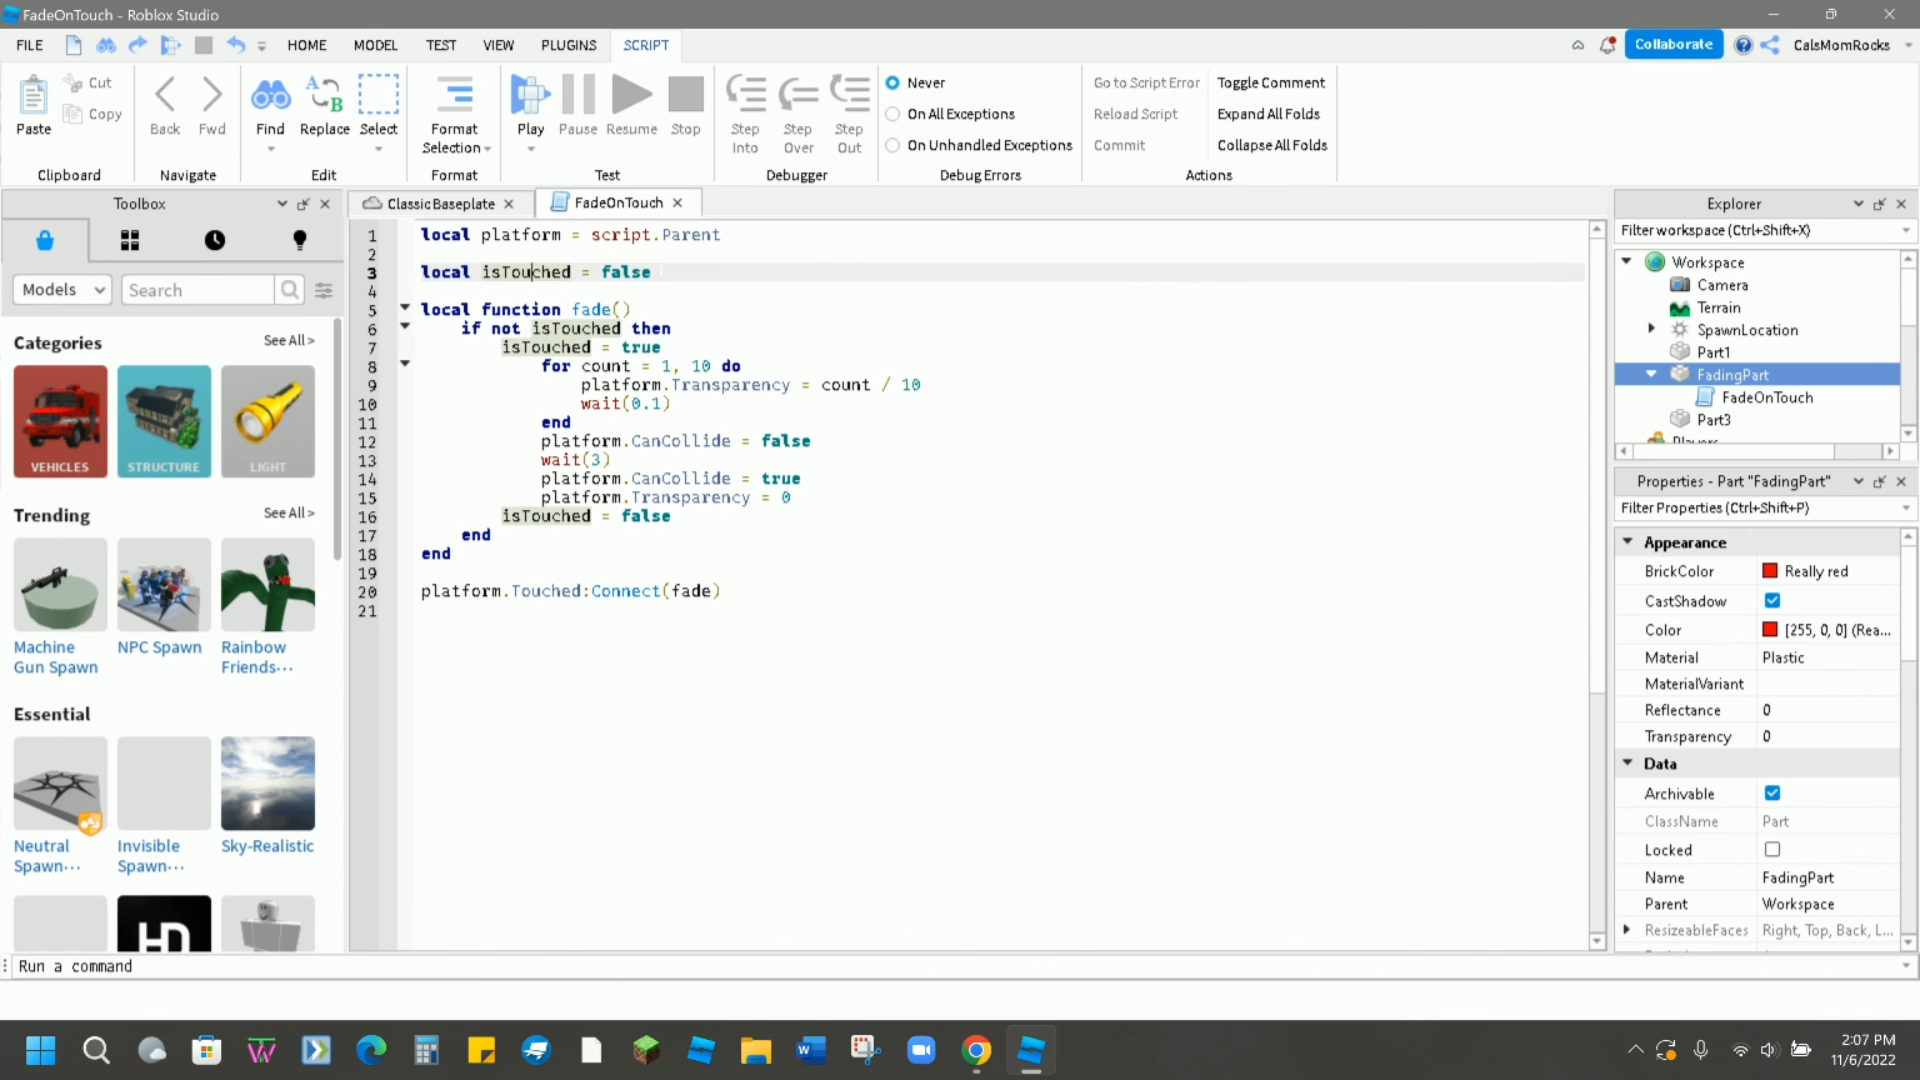 FadeOnTouch - Roblox Studio
FILE HOME MODEL TEST VIEW PLUGINS SCRIPT Collaborate CalsMomRocks
Paste
Cut
Copy
Clipboard
Back Fwd
Navigate
Find Replace Select
Edit
Format
Selection
Format
Play Pause Resume Stop
Test
Step Into
Step Over
Step Out
Debugger
Never
On All Exceptions
On Unhandled Exceptions
Debug Errors
Go to Script Error Toggle Comment
Reload Script Expand All Folds
Commit Collapse All Folds
Actions
Toolbox
Models Search
Categories See All >
VEHICLES STRUCTURE LIGHT
Trending See All >
Machine Gun Spawn
NPC Spawn
Rainbow Friends...
Essential
Neutral Spawn...
Invisible Spawn...
Sky-Realistic
HD
ClassicBaseplate FadeOnTouch
1 local platform = script.Parent
2
3 local isTouched = false
4
5 local function fade()
6 if not isTouched then
7 isTouched = true
8 for count = 1, 10 do
9 platform.Transparency = count / 10
10 wait(0.1)
11 end
12 platform.CanCollide = false
13 wait(3)
14 platform.CanCollide = true
15 platform.Transparency = 0
16 isTouched = false
17 end
18 end
19
20 platform.Touched:Connect(fade)
21
Explorer
Filter workspace (Ctrl+Shift+X)
Workspace
Camera
Terrain
SpawnLocation
Part1
FadingPart
FadeOnTouch
Part3
Players
Properties - Part "FadingPart"
Filter Properties (Ctrl+Shift+P)
Appearance
BrickColor Really red
CastShadow
Color [255, 0, 0] (Rea...
Material Plastic
MaterialVariant
Reflectance 0
Transparency 0
Data
Archivable
ClassName Part
Locked
Name FadingPart
Parent Workspace
ResizeableFaces Right, Top, Back, L...
Run a command
2:07 PM
11/6/2022